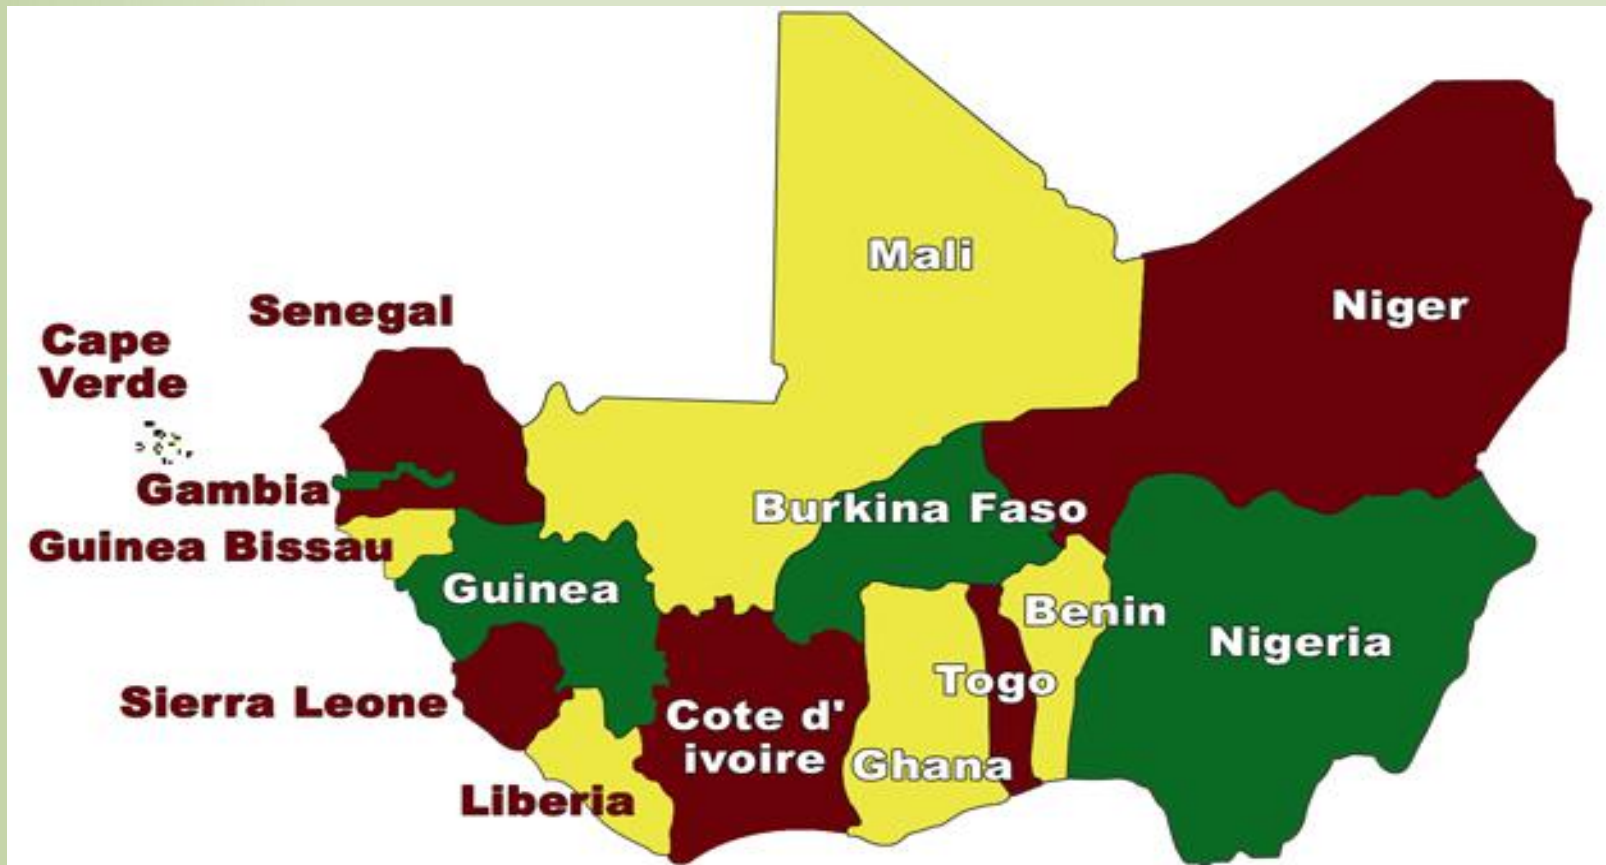 Mali
Niger
Senegal
Cape
Verde
Gambia
Burkina Faso
Guinea Bissau
Guinea
Benin
Nigeria
Togo
Sierra Leone
Cote d'
ivoire
Ghana
Liberia